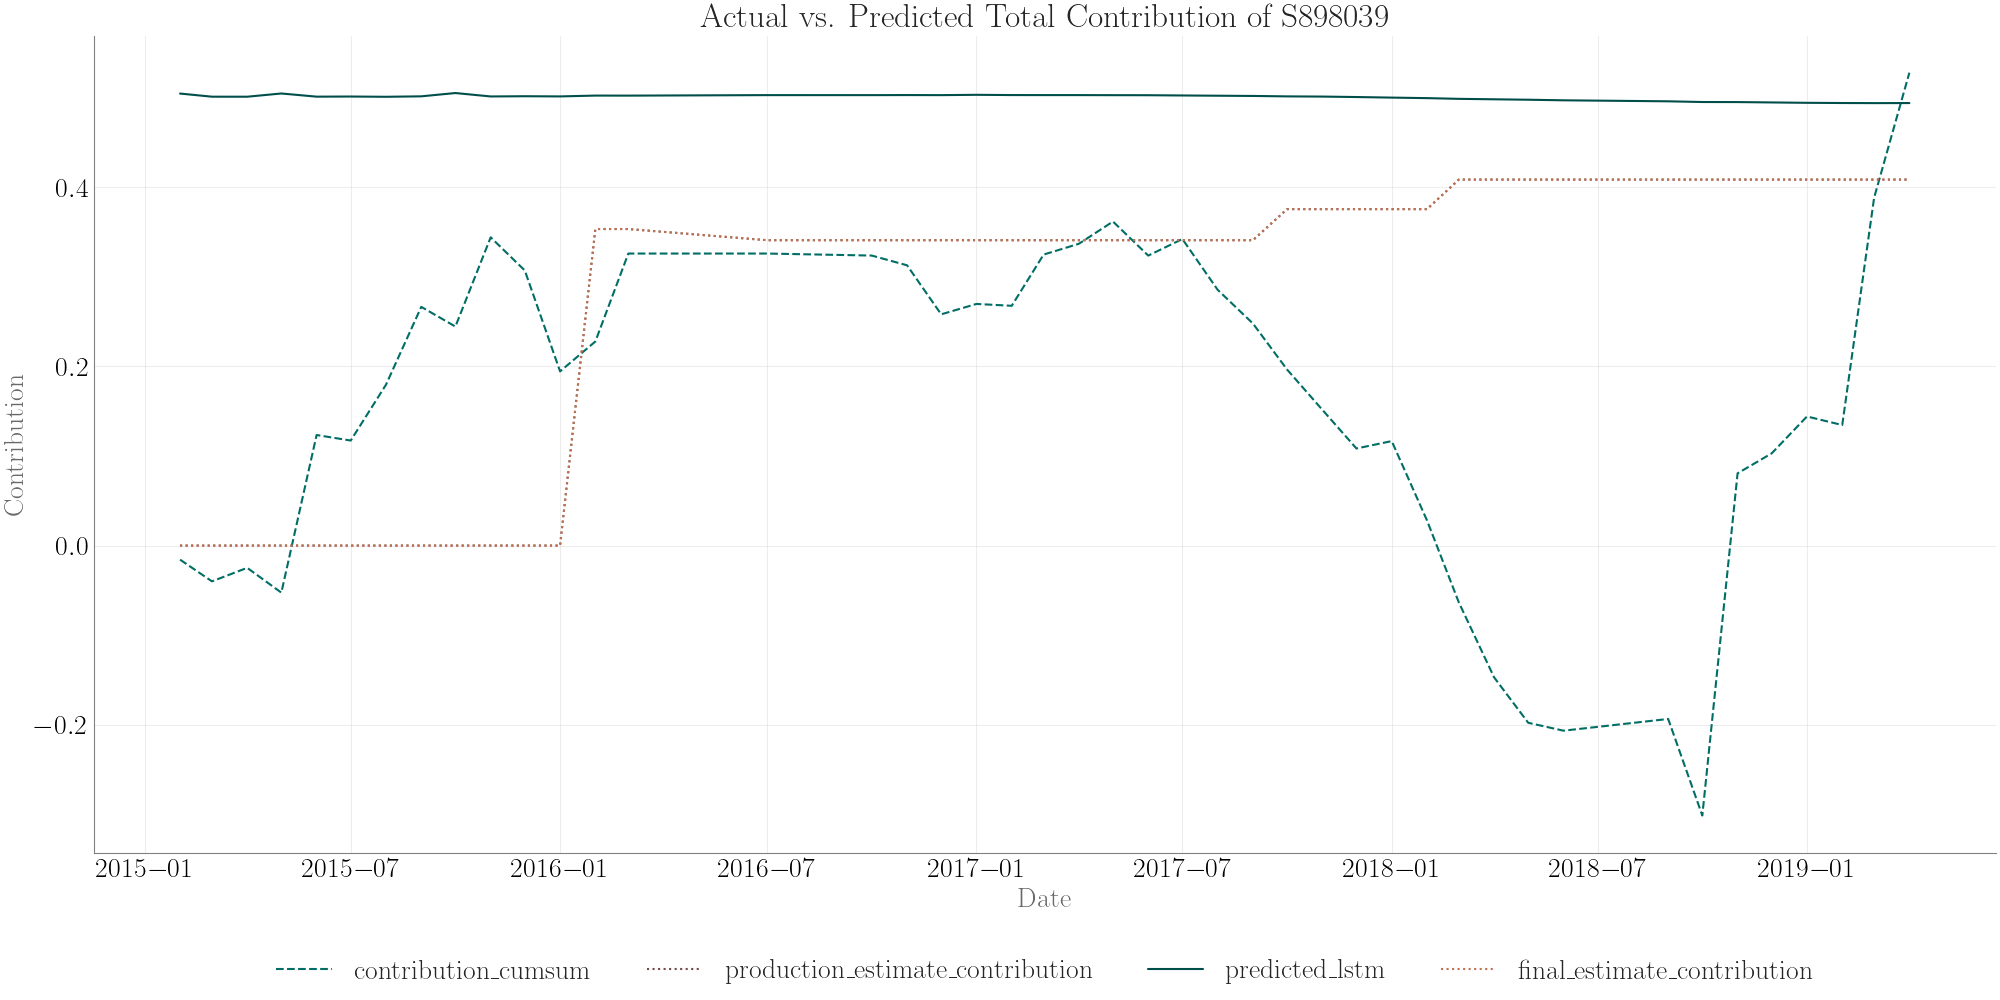 Actual vs. Predicted Total Contribution of S898039
Contribution
0.4
0.2
0.0
−0.2
2015−01 2015−07 2016−01 2016−07 2017−01 2017−07 2018−01 2018−07 2019−01
Date
contribution_cumsum production_estimate_contribution predicted_lstm final_estimate_contribution